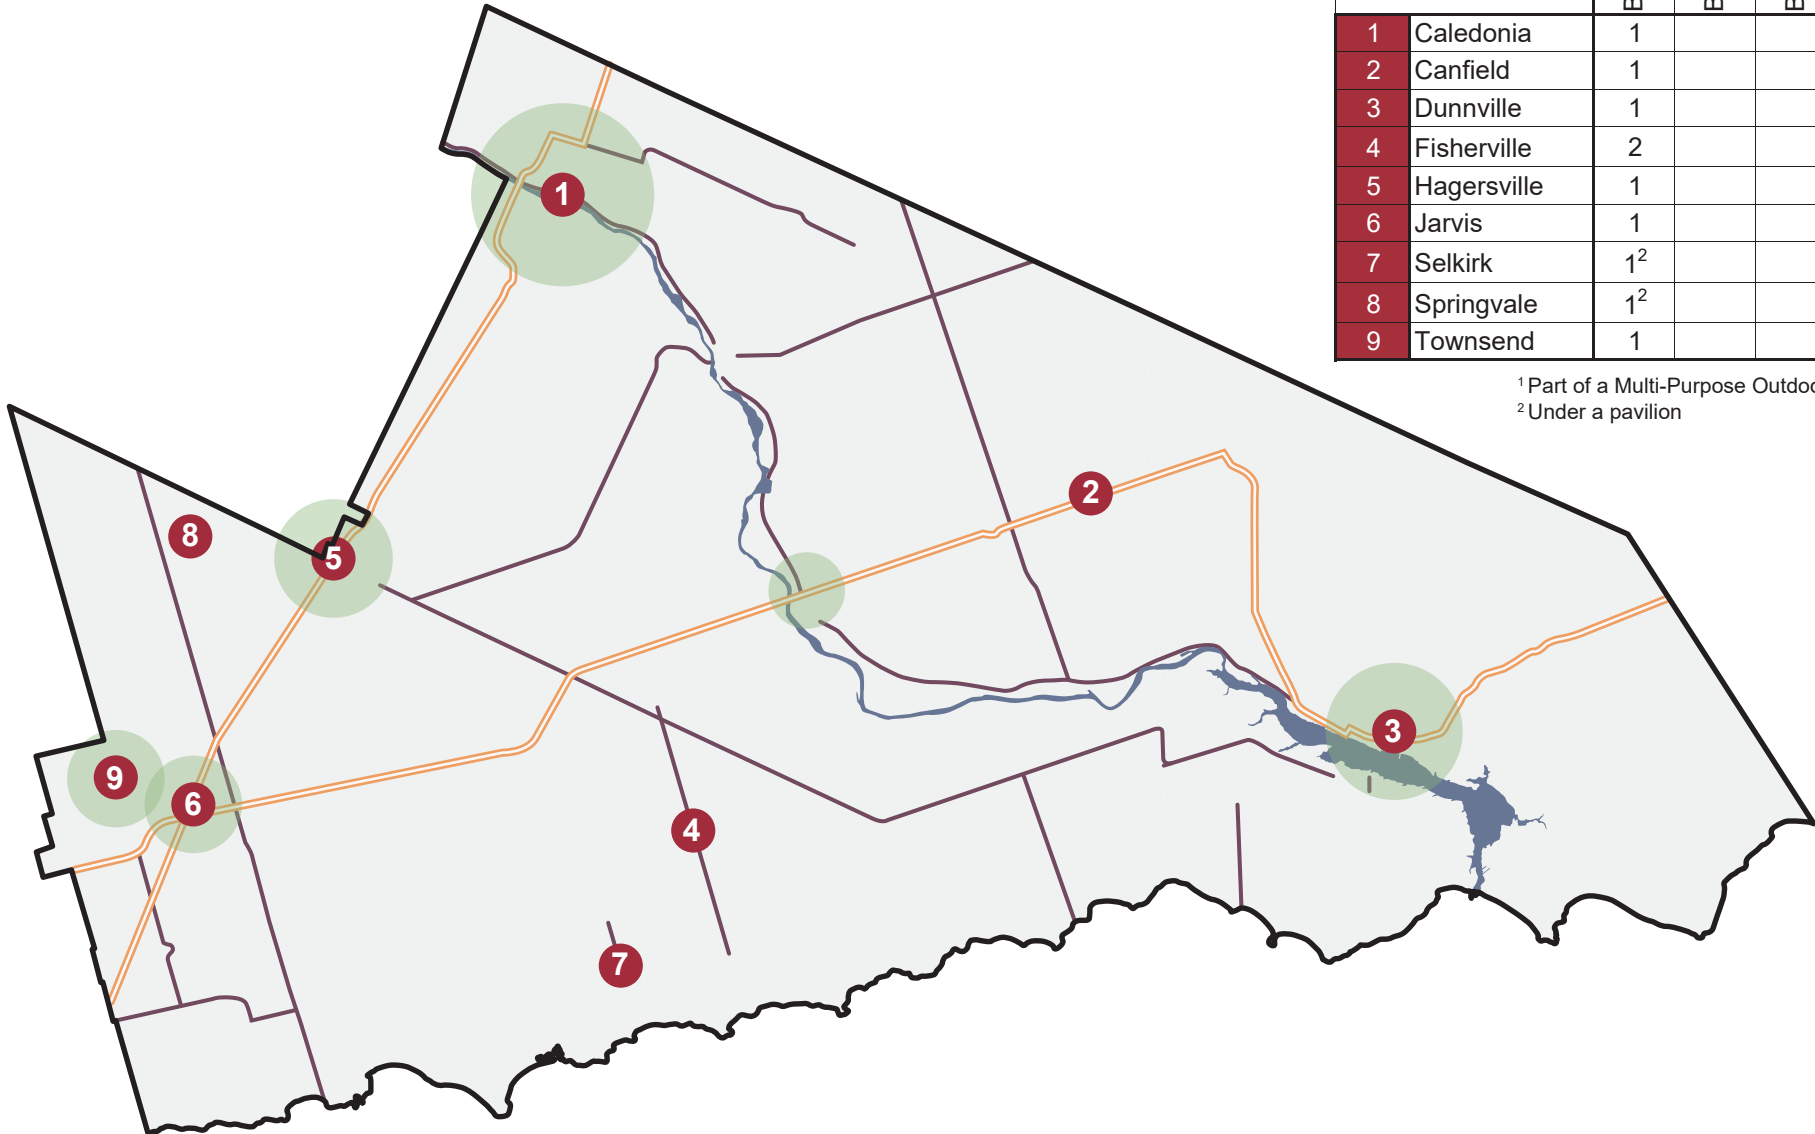 1 Caledonia 1
2 Canfield 1
3 Dunnville 1
4 Fisherville 2
5 Hagersville 1
6 Jarvis 1
7 Selkirk 1²
8 Springvale 1²
9 Townsend 1
¹ Part of a Multi-Purpose
² Under a pavilion
1
2
8
5
3
9
6
4
7